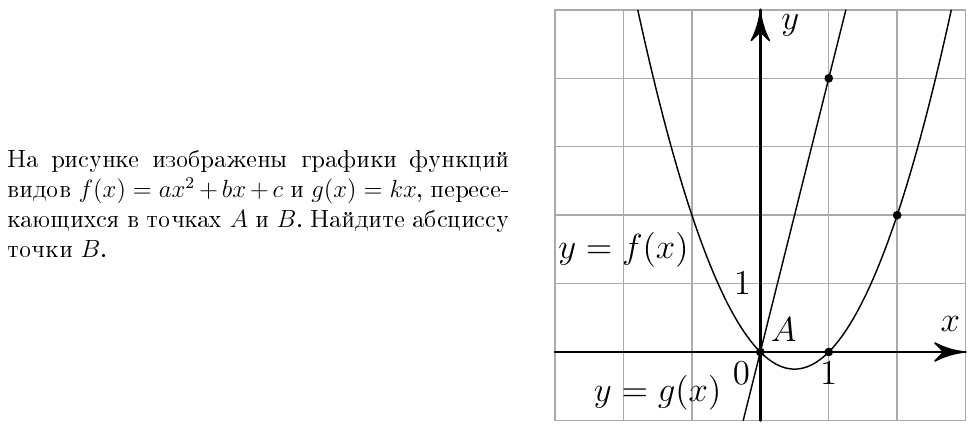 На рисунке изображены графики функций
видов f(x) = ax² + bx + c и g(x) = kx, пересе-
кающихся в точках A и B. Найдите абсциссу
точки B.
y
y = f(x)
1
A
x
0
1
y = g(x)